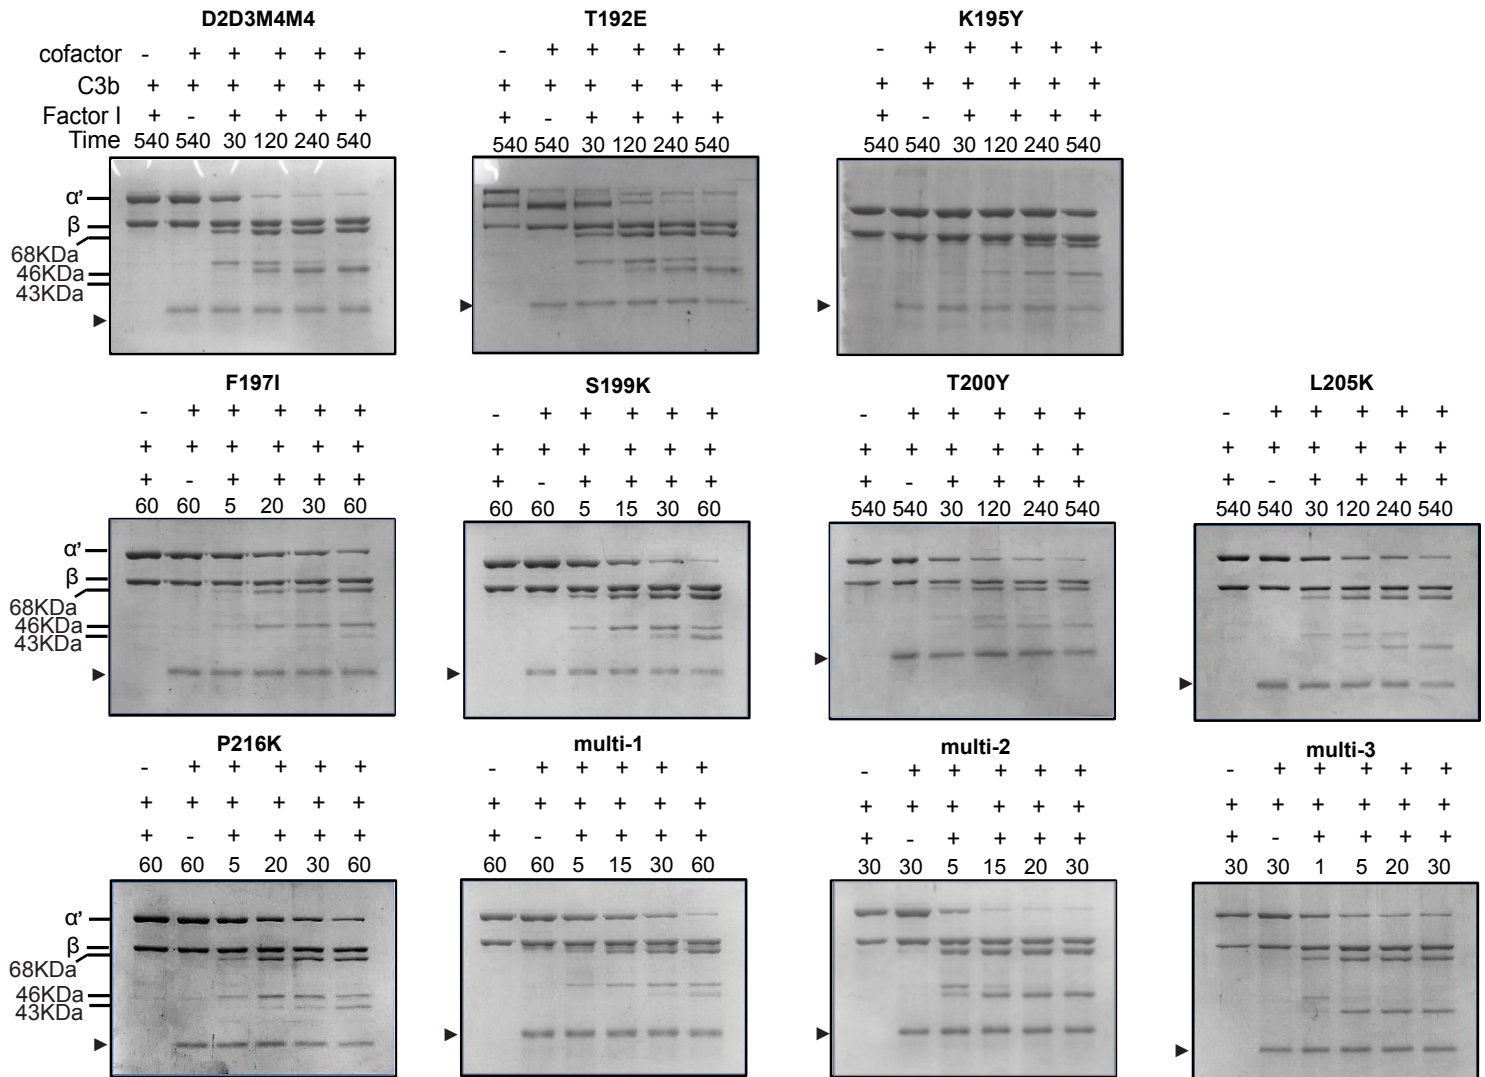 D2D3M4M4
T192E
K195Y
cofactor - + + + + +
- + + + + +
- + + + + +
C3b + + + + + +
+ + + + + +
+ + + + + +
Factor I + - + + + +
+ - + + + +
+ - + + + +
Time 540 540 30 120 240 540
540 540 30 120 240 540
540 540 30 120 240 540
α'
β
68KDa
46KDa
43KDa
F197I
S199K
T200Y
L205K
- + + + + +
- + + + + +
- + + + + +
- + + + + +
+ + + + + +
+ + + + + +
+ + + + + +
+ + + + + +
+ - + + + +
+ - + + + +
+ - + + + +
+ - + + + +
60 60 5 20 30 60
60 60 5 15 30 60
540 540 30 120 240 540
540 540 30 120 240 540
α'
β
68KDa
46KDa
43KDa
P216K
multi-1
multi-2
multi-3
- + + + + +
- + + + + +
- + + + + +
- + + + + +
+ + + + + +
+ + + + + +
+ + + + + +
+ + + + + +
+ - + + + +
+ - + + + +
+ - + + + +
+ - + + + +
60 60 5 20 30 60
60 60 5 15 30 60
30 30 5 15 20 30
30 30 1 5 20 30
α'
β
68KDa
46KDa
43KDa